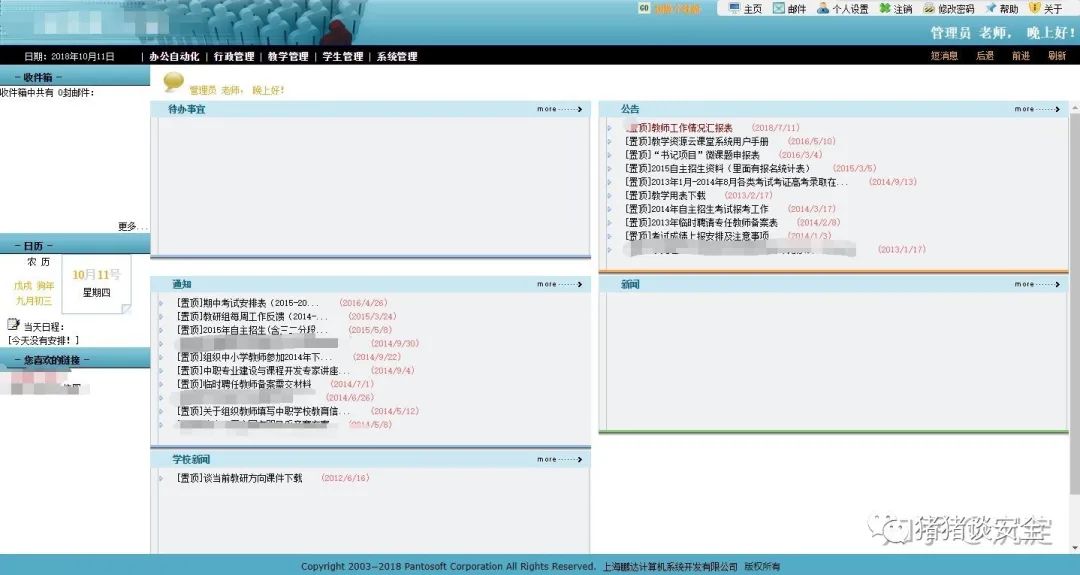 GO
主页 邮件 个人设置 注销 修改密码 帮助 关于
管理员 老师， 晚上好！
日期：2018年10月11日 | 办公自动化 | 行政管理 | 教学管理 | 学生管理 | 系统管理
短消息 后退 前进 刷新
－ 收件箱 －
收件箱中共有 0封邮件：
更多...
－ 日历 －
农 历
戊戌 狗年
九月初三
10月11号
星期四
当天日程：
[今天没有安排！]
－ 您喜欢的链接 －
管理员 老师， 晚上好！
待办事宜 more
通知 more
[置顶]期中考试安排表（2015-20... (2016/4/26)
[置顶]教研组每周工作反馈（2014-... (2015/3/24)
[置顶]2015年自主招生(含三二分段... (2015/5/8)
(2014/9/30)
[置顶]组织中小学教师参加2014年下... (2014/9/22)
[置顶]中职专业建设与课程开发专家讲座... (2014/9/4)
[置顶]临时聘任教师备案需交材料 (2014/7/1)
(2014/6/26)
[置顶]关于组织教师填写中职学校教育信... (2014/5/12)
(2014/5/8)
学校新闻 more
[置顶]谈当前教研方向课件下载 (2012/6/16)
公告 more
[置顶]教师工作情况汇报表 (2018/7/11)
[置顶]教学资源云课堂系统用户手册 (2016/5/10)
[置顶]“书记项目”微课题申报表 (2016/3/4)
[置顶]2015自主招生资料（里面有报名统计表） (2015/3/5)
[置顶]2013年1月-2014年8月各类考试考证高考录取在... (2014/9/13)
[置顶]教学用表下载 (2013/2/17)
[置顶]2014年自主招生考试报考工作 (2014/3/17)
[置顶]2013年临时聘请专任教师备案表 (2014/2/8)
[置顶]考试成绩上报安排及注意事项 (2014/1/3)
(2013/1/17)
新闻 more
猪猪谈安全
Copyright 2003—2018 Pantosoft Corporation All Rights Reserved. 上海鹏达计算机系统开发有限公司 版权所有